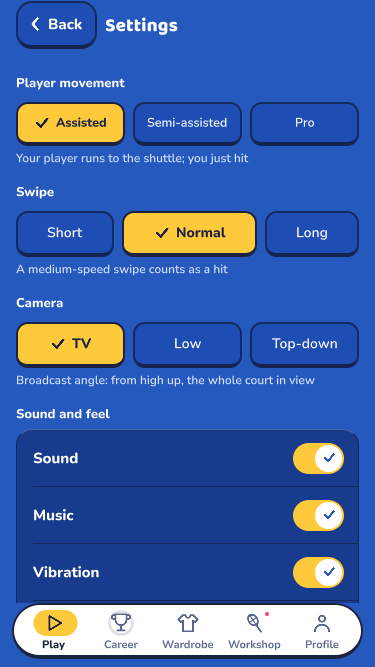 Back
Settings
Player movement
Assisted
Semi-assisted
Pro
Your player runs to the shuttle; you just hit
Swipe
Short
Normal
Long
A medium-speed swipe counts as a hit
Camera
TV
Low
Top-down
Broadcast angle: from high up, the whole court in view
Sound and feel
Sound
Music
Vibration
Play
Career
Wardrobe
Workshop
Profile